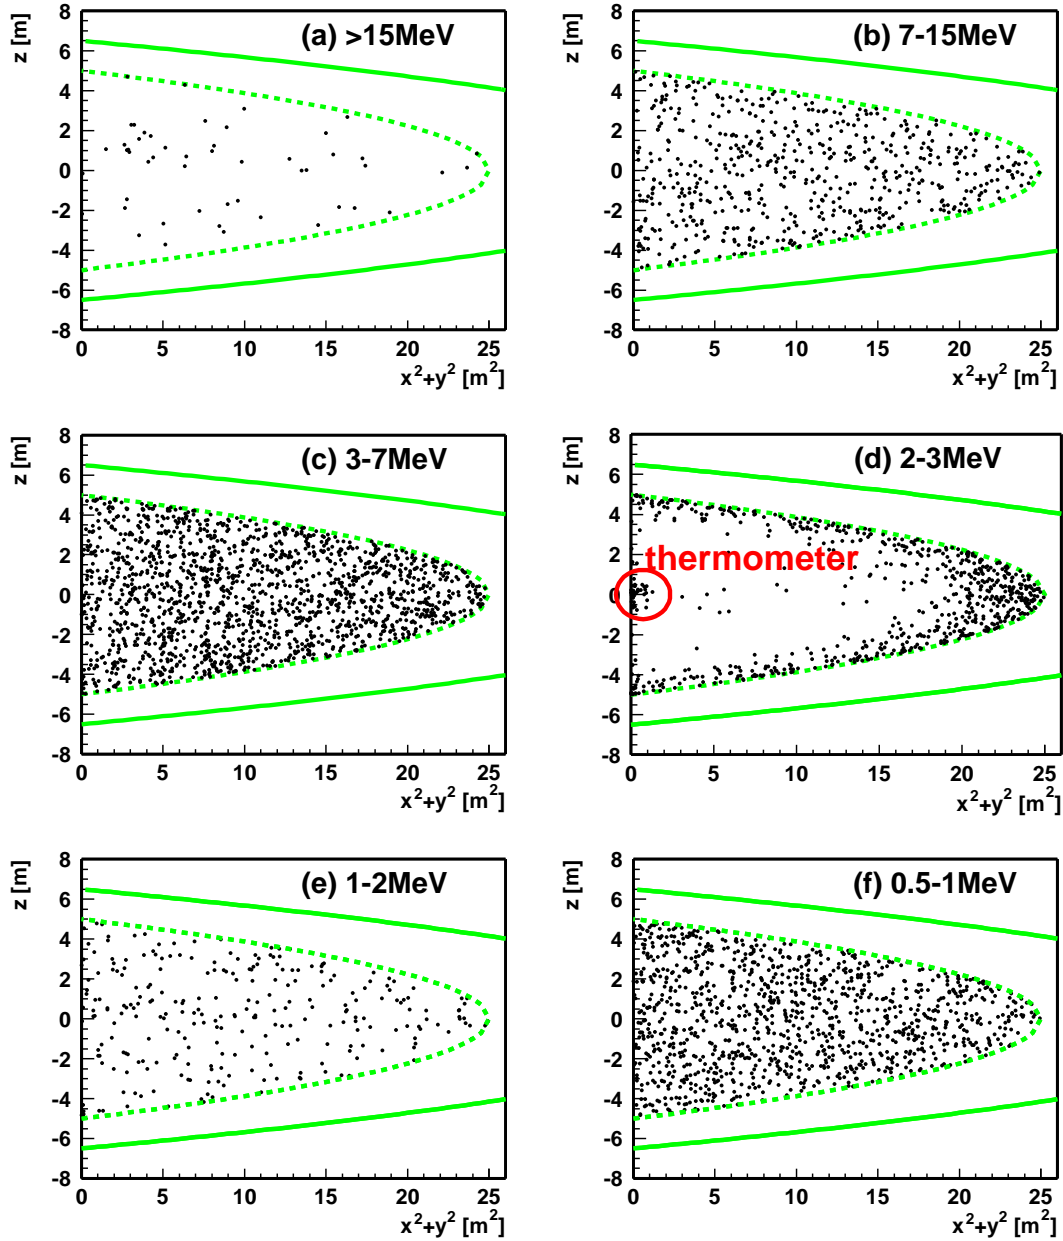 (a) >15MeV
z [m]
8
6
4
2
0
-2
-4
-6
-8
0 5 10 15 20 25
x²+y² [m²]
(b) 7-15MeV
z [m]
8
6
4
2
0
-2
-4
-6
-8
0 5 10 15 20 25
x²+y² [m²]
(c) 3-7MeV
z [m]
8
6
4
2
0
-2
-4
-6
-8
0 5 10 15 20 25
x²+y² [m²]
(d) 2-3MeV
z [m]
8
6
4
2
thermometer
0
-2
-4
-6
-8
0 5 10 15 20 25
x²+y² [m²]
(e) 1-2MeV
z [m]
8
6
4
2
0
-2
-4
-6
-8
0 5 10 15 20 25
x²+y² [m²]
(f) 0.5-1MeV
z [m]
8
6
4
2
0
-2
-4
-6
-8
0 5 10 15 20 25
x²+y² [m²]